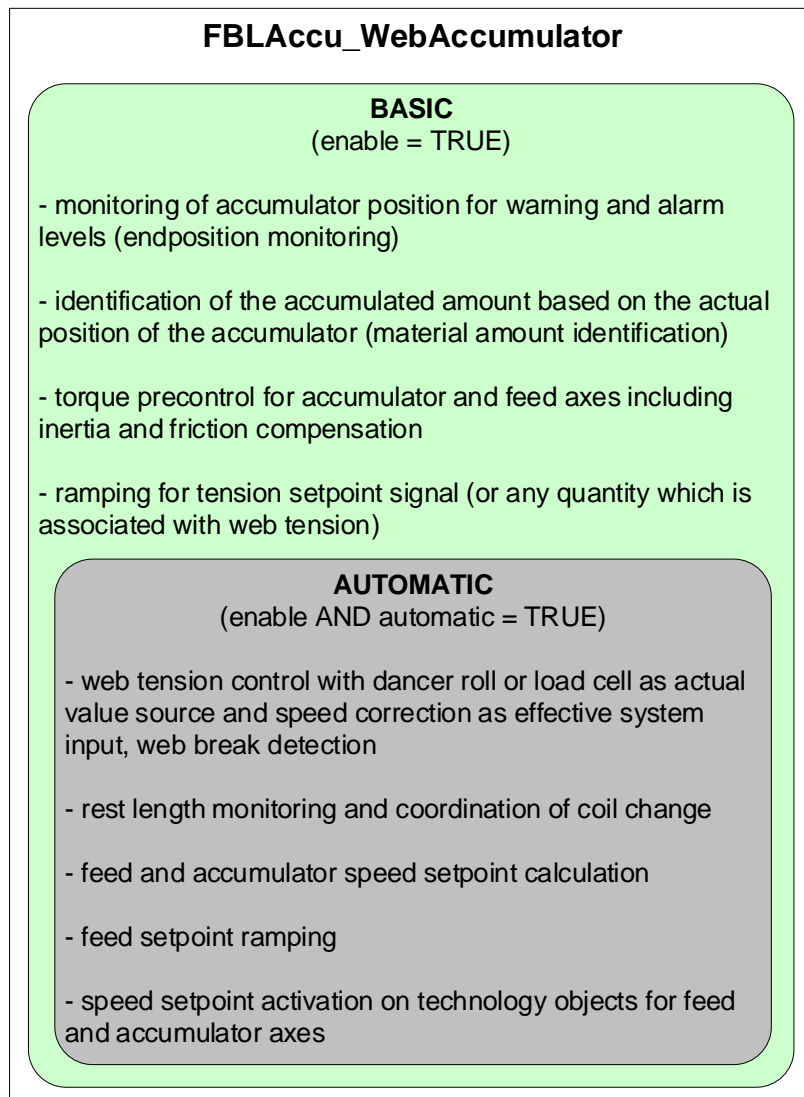 FBLAccu_WebAccumulator
BASIC
(enable = TRUE)
- monitoring of accumulator position for warning and alarm
levels (endposition monitoring)
- identification of the accumulated amount based on the actual
position of the accumulator (material amount identification)
- torque precontrol for accumulator and feed axes including
inertia and friction compensation
- ramping for tension setpoint signal (or any quantity which is
associated with web tension)
AUTOMATIC
(enable AND automatic = TRUE)
- web tension control with dancer roll or load cell as actual
value source and speed correction as effective system
input, web break detection
- rest length monitoring and coordination of coil change
- feed and accumulator speed setpoint calculation
- feed setpoint ramping
- speed setpoint activation on technology objects for feed
and accumulator axes